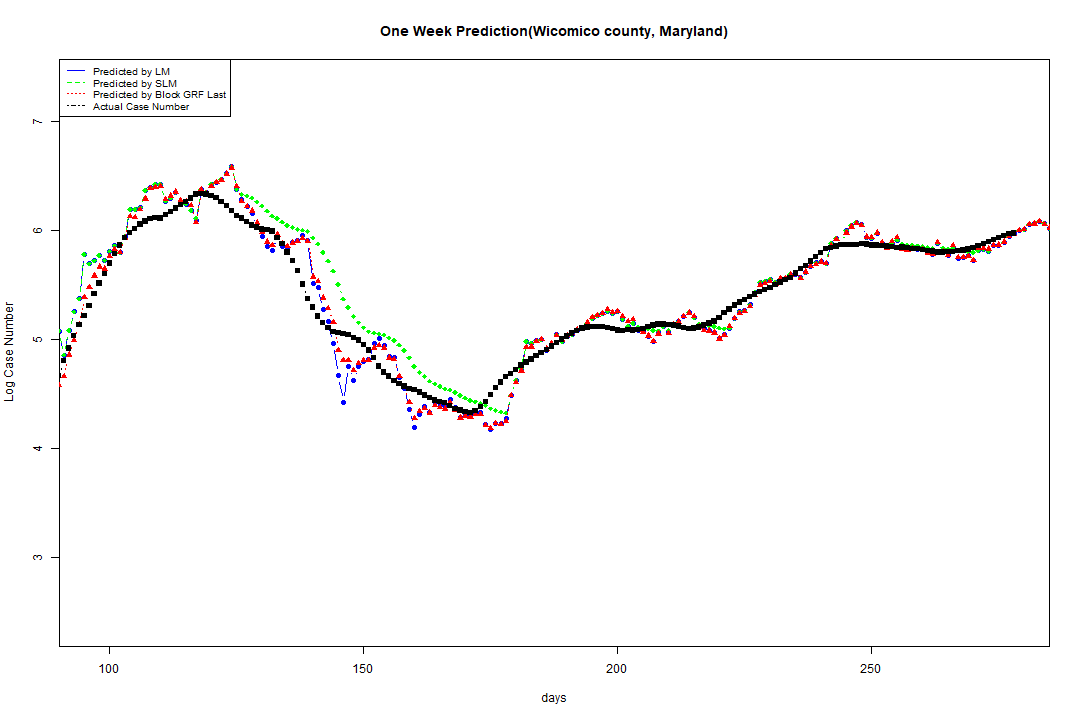 One Week Prediction(Wicomico county, Maryland)
Predicted by LM
Predicted by SLM
Predicted by Block GRF Last
Actual Case Number
7
6
5
4
3
Log Case Number
100 150 200 250
days